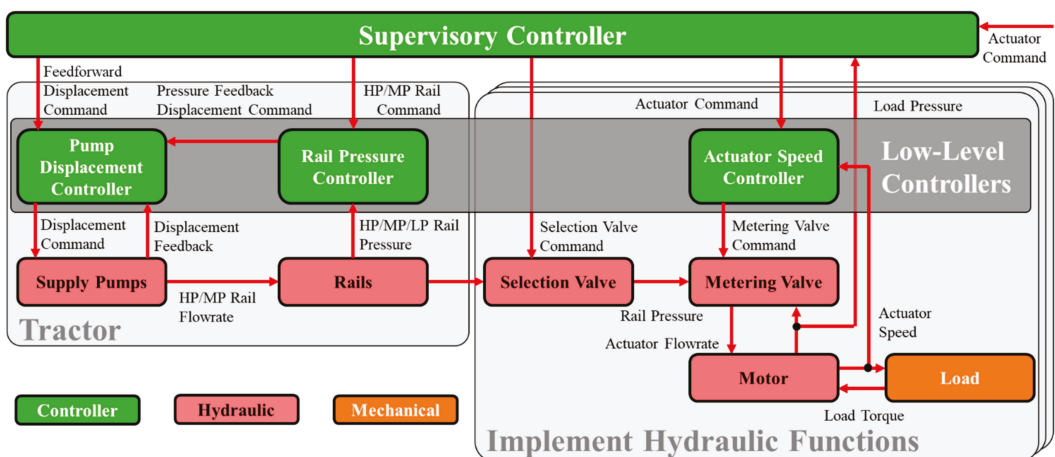 Supervisory Controller
Actuator
Command
Feedforward
Displacement
Command
Pressure Feedback
Displacement Command
HP/MP Rail
Command
Actuator Command
Load Pressure
Pump
Displacement
Controller
Rail Pressure
Controller
Actuator Speed
Controller
Low-Level
Controllers
Displacement
Command
Displacement
Feedback
HP/MP/LP Rail
Pressure
Selection Valve
Command
Metering Valve
Command
Supply Pumps
Rails
Selection Valve
Metering Valve
HP/MP Rail
Flowrate
Rail Pressure
Actuator
Speed
Tractor
Actuator Flowrate
Motor
Load
Load Torque
Controller
Hydraulic
Mechanical
Implement Hydraulic Functions